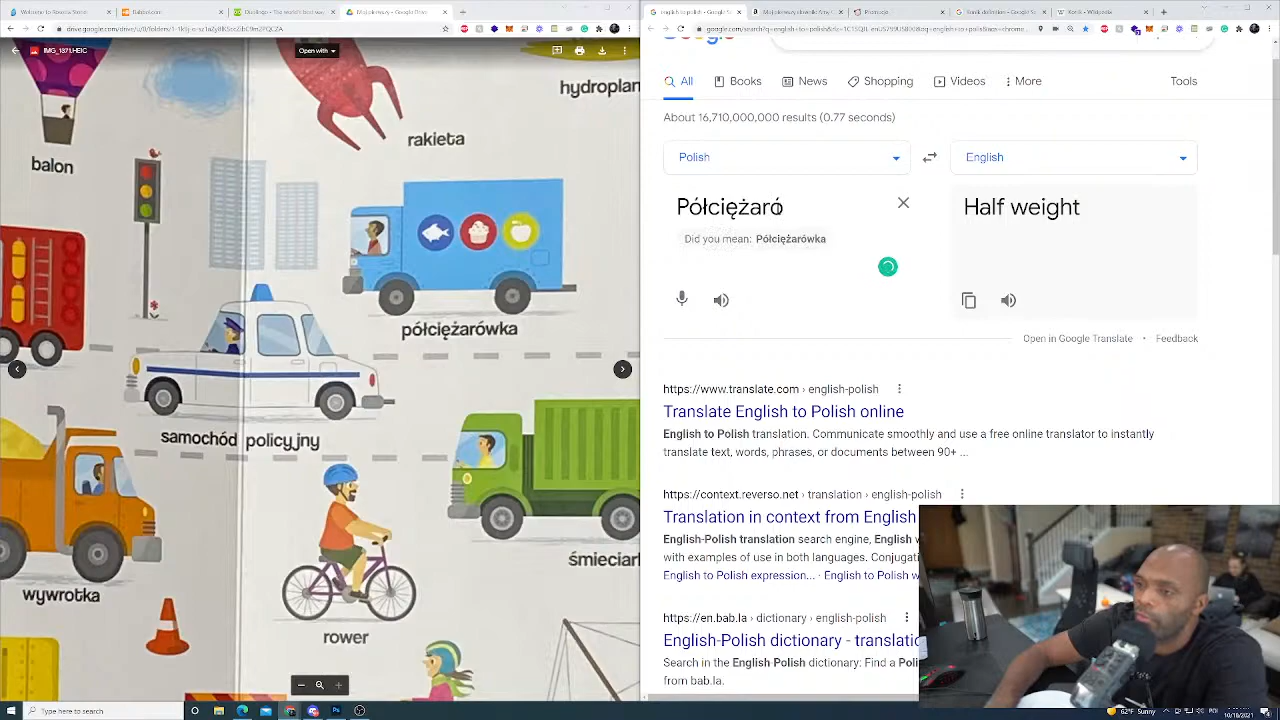 IMG_1371.HEIC
Open with
balon
rakieta
hydroplan
półciężarówka
samochód policyjny
wywrotka
rower
śmieciar
All
Books
News
Shopping
Videos
More
Tools
About 16,710,000,000 results (0.77 seconds)
Polish
English
Półciężaró
Half weight
Did you mean: Półciężarówka
Open in Google Translate • Feedback
https://www.translate.com › english-polish
Translate English to Polish online
English to Polish translation. Communicate smoothly and use a free online translator to instantly
translate text, words, phrases, or documents between 90+ ...
https://context.reverso.net › translation › english-polish
Translation in context from English
English-Polish translation search engine, English w
with examples of use in both languages. Conjugati
English to Polish expression... · English to Polish w
https://en.bab.la › dictionary › english-polish
English-Polish dictionary - translatio
Search in the English Polish dictionary: Find a Poli
from bab.la.
Type here to search